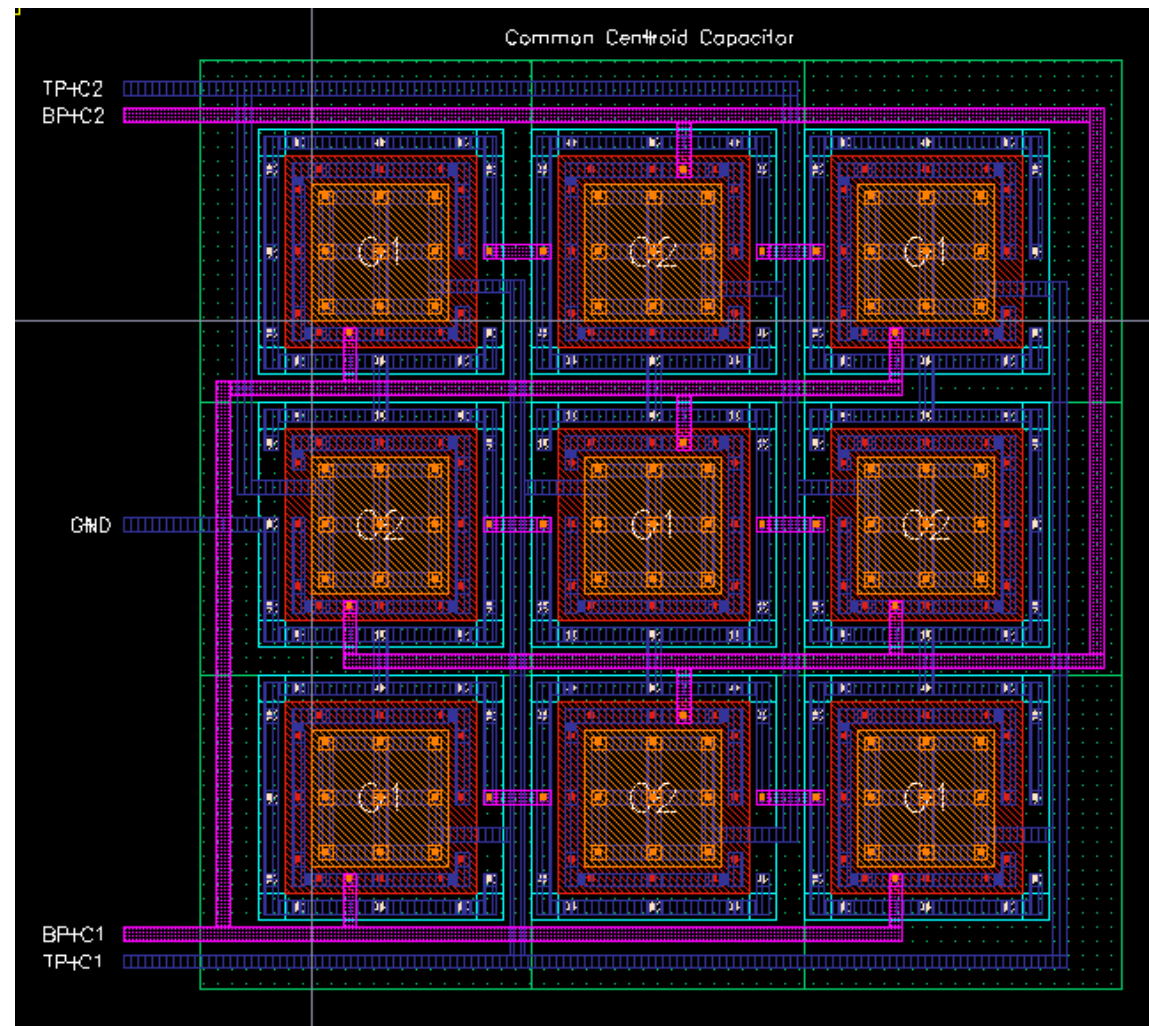 Common Centroid Capacitor
TP-C2
BP-C2
C1 C2 C1
C2 C1 C2
GND
C1 C2 C1
BP-C1
TP-C1